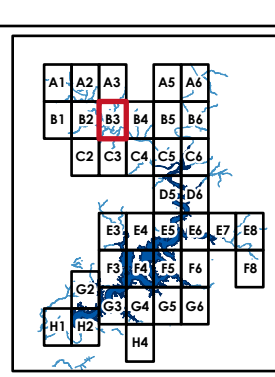 A1 A2 A3 A5 A6
B1 B2 B3 B4 B5 B6
C2 C3 C4 C5 C6
D5 D6
E3 E4 E5 E6 E7 E8
F3 F4 F5 F6 F8
G2
G3 G4 G5 G6
H1 H2
H4